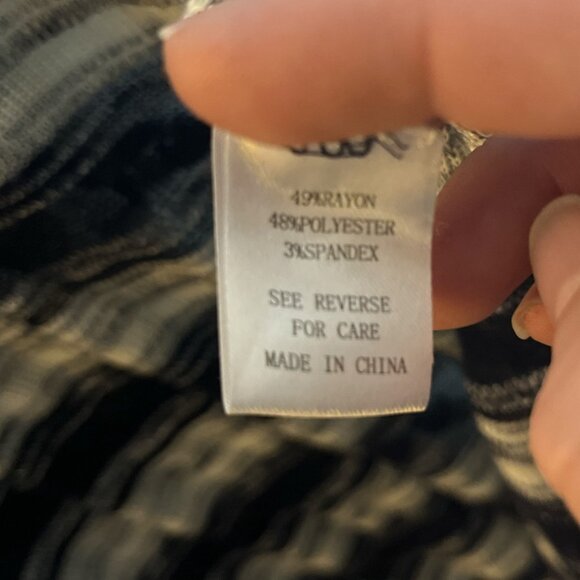 49%RAYON
48%POLYESTER
3%SPANDEX
SEE REVERSE
FOR CARE
MADE IN CHINA